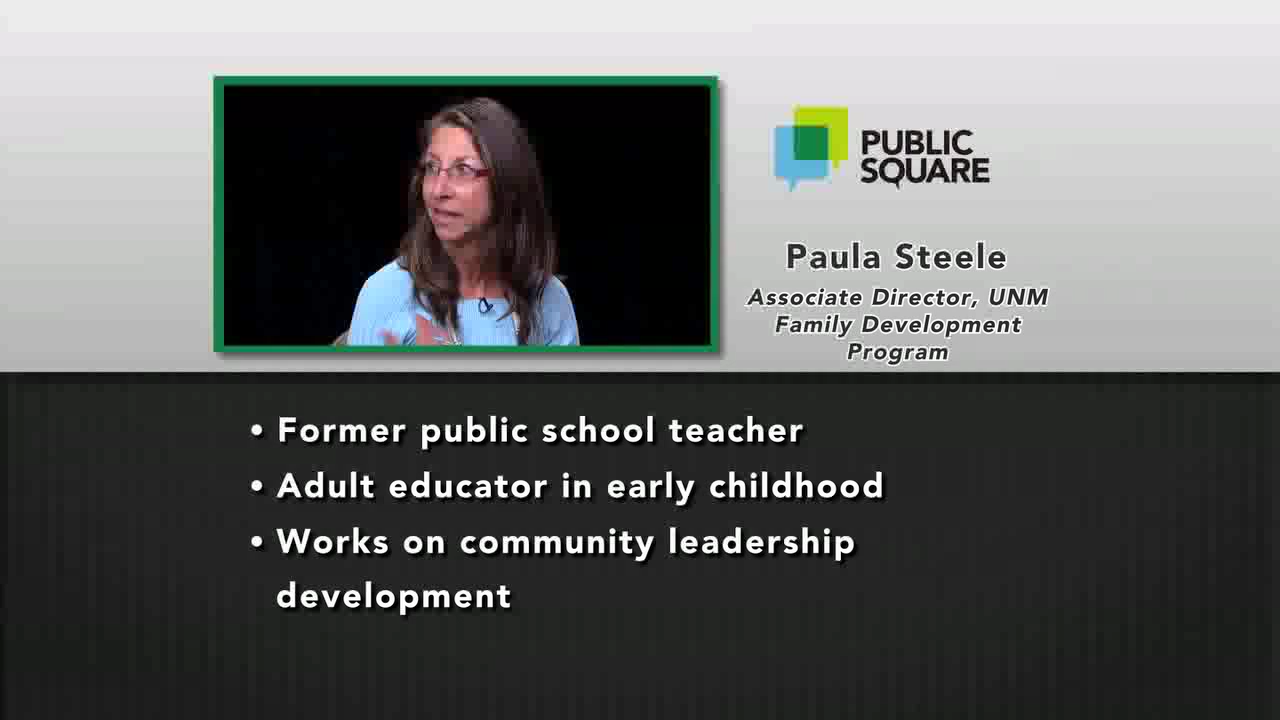 PUBLIC
SQUARE
Paula Steele
Associate Director, UNM
Family Development
Program
• Former public school teacher
• Adult educator in early childhood
• Works on community leadership
development